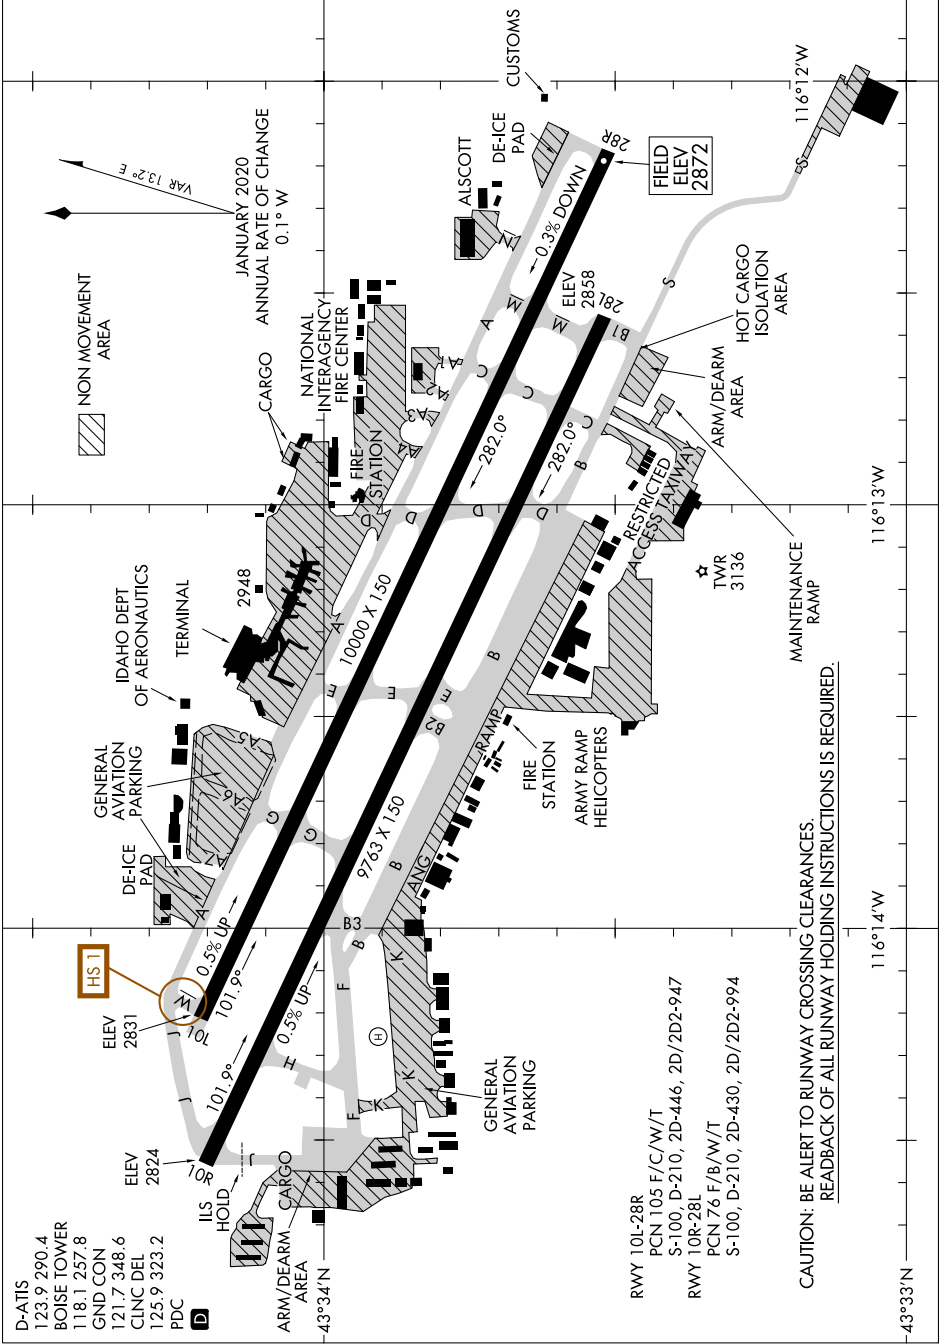 D-ATIS
123.9 290.4
BOISE TOWER
118.1 257.8
GND CON
121.7 348.6
CLNC DEL
125.9 323.2
PDC
D
NON MOVEMENT
AREA
VAR 13.2° E
JANUARY 2020
ANNUAL RATE OF CHANGE
0.1° W
CUSTOMS
116°12'W
DE-ICE
PAD
ALSCOTT
28R
FIELD
ELEV
2872
0.3% DOWN
N
NATIONAL
INTERAGENCY
FIRE CENTER
CARGO
A
M
M
ELEV
2858
28L
B1
S
S
HOT CARGO
ISOLATION
AREA
ARM/DEARM
AREA
A1
A2
A3
AA
C
C
C
282.0°
282.0°
B
FIRE
STATION
D
D
D
D
116°13'W
RESTRICTED
ACCESS TAXIWAY
TWR
3136
MAINTENANCE
RAMP
2948
IDAHO DEPT
OF AERONAUTICS
TERMINAL
A
10000 X 150
E
E
E
B
B2
RAMP
FIRE
STATION
ARMY RAMP
HELICOPTERS
GENERAL
AVIATION
PARKING
A5
A6
A7
G
G
9763 X 150
B
ANG
DE-ICE
PAD
A
0.5% UP
101.9°
B3
B
116°14'W
HS 1
W
ELEV
2831
10L
J
J
0.5% UP
101.9°
H
F
H
K
K
K
F
GENERAL
AVIATION
PARKING
ELEV
2824
10R
J
ILS
HOLD
CARGO
ARM/DEARM
AREA
43°34'N
43°33'N
RWY 10L-28R
PCN 105 F/C/W/T
S-100, D-210, 2D-446, 2D/2D2-947
RWY 10R-28L
PCN 76 F/B/W/T
S-100, D-210, 2D-430, 2D/2D2-994
CAUTION: BE ALERT TO RUNWAY CROSSING CLEARANCES.
READBACK OF ALL RUNWAY HOLDING INSTRUCTIONS IS REQUIRED.